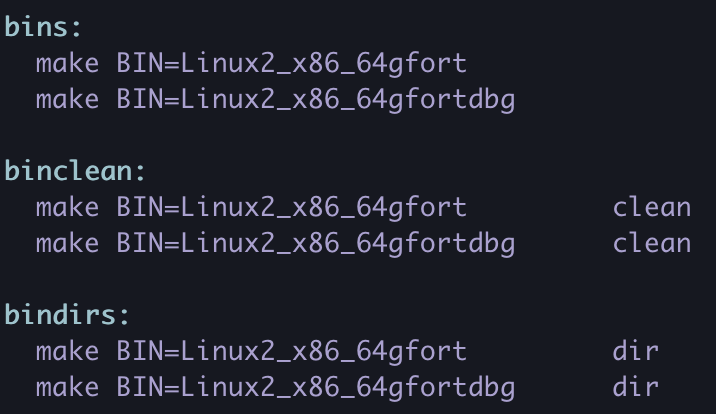 bins:
  make BIN=Linux2_x86_64gfort
  make BIN=Linux2_x86_64gfortdbg

binclean:
  make BIN=Linux2_x86_64gfort         clean
  make BIN=Linux2_x86_64gfortdbg      clean

bindirs:
  make BIN=Linux2_x86_64gfort         dir
  make BIN=Linux2_x86_64gfortdbg      dir